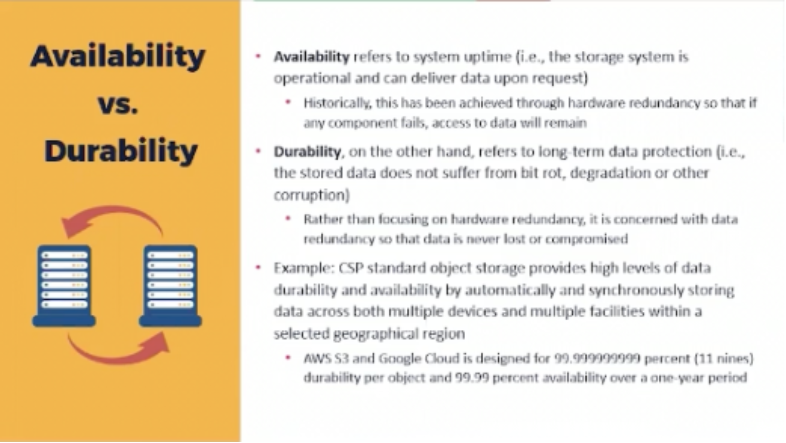 Availability
vs.
Durability
Availability refers to system uptime (i.e., the storage system is
operational and can deliver data upon request)
Historically, this has been achieved through hardware redundancy so that if
any component fails, access to data will remain
Durability, on the other hand, refers to long-term data protection (i.e.,
the stored data does not suffer from bit rot, degradation or other
corruption)
Rather than focusing on hardware redundancy, it is concerned with data
redundancy so that data is never lost or compromised
Example: CSP standard object storage provides high levels of data
durability and availability by automatically and synchronously storing
data across both multiple devices and multiple facilities within a
selected geographical region
AWS S3 and Google Cloud is designed for 99.999999999 percent (11 nines)
durability per object and 99.99 percent availability over a one-year period